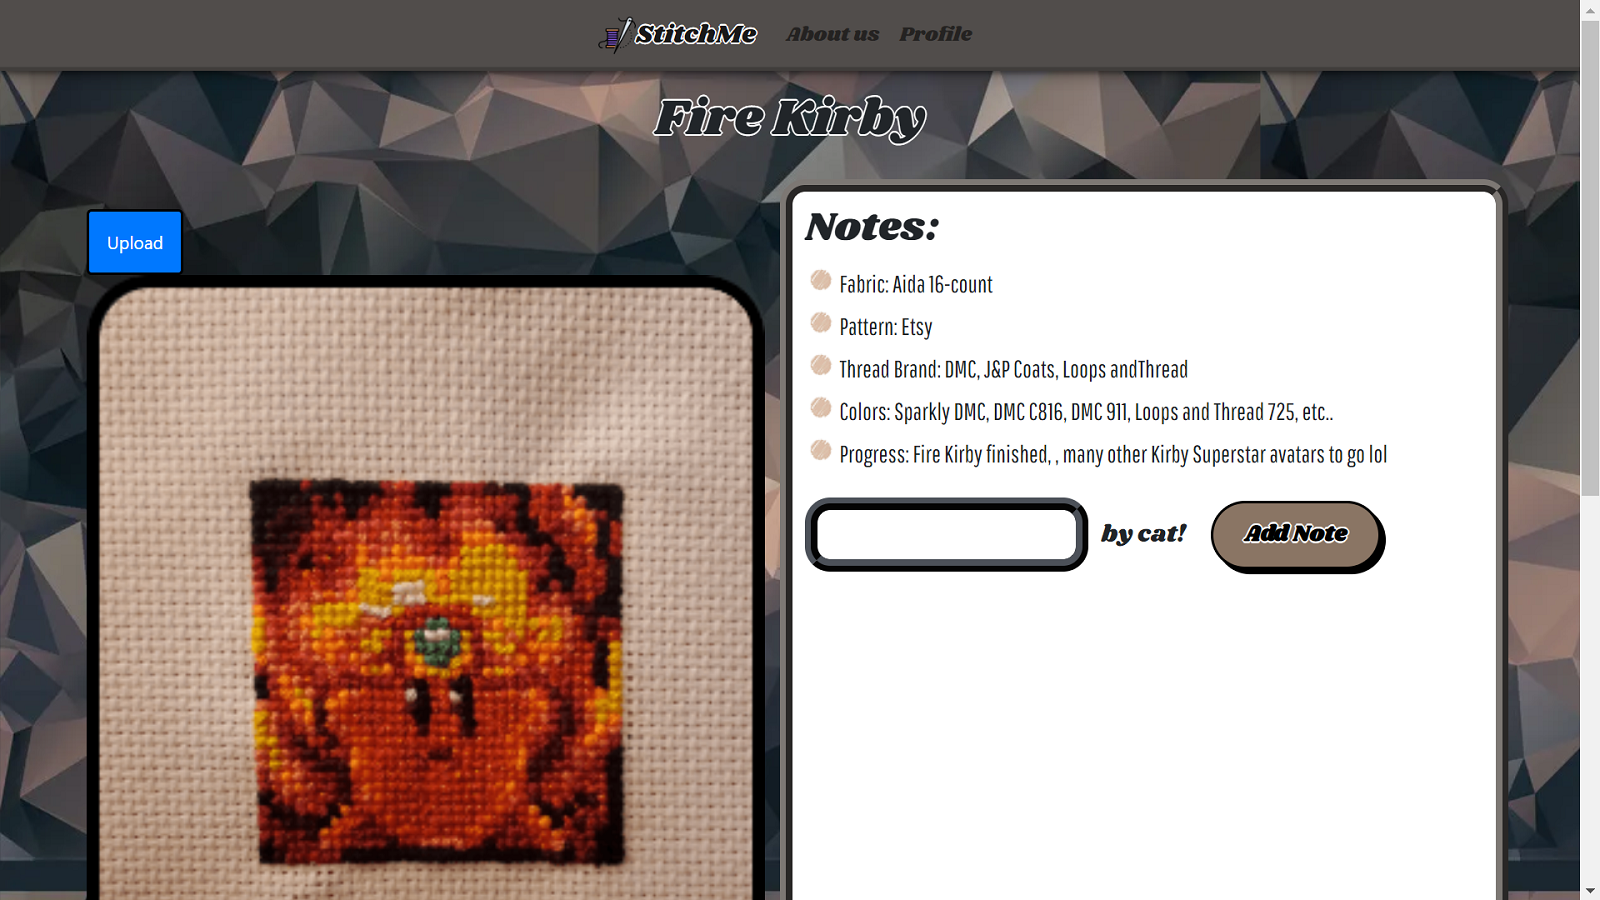 StitchMe About us Profile
Fire Kirby
Upload
Notes:
Fabric: Aida 16-count
Pattern: Etsy
Thread Brand: DMC, J&P Coats, Loops andThread
Colors: Sparkly DMC, DMC C816, DMC 911, Loops and Thread 725, etc..
Progress: Fire Kirby finished, , many other Kirby Superstar avatars to go lol
by cat! Add Note